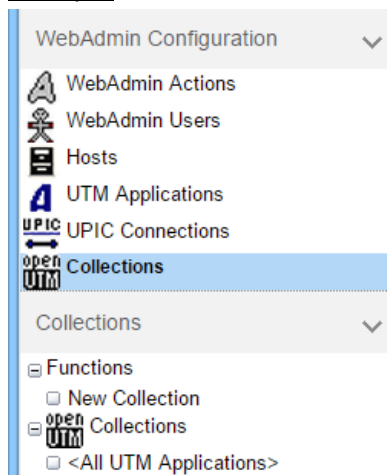 WebAdmin Configuration
WebAdmin Actions
WebAdmin Users
Hosts
UTM Applications
UPIC UPIC Connections
open UTM Collections
Collections
Functions
New Collection
open UTM Collections
<All UTM Applications>